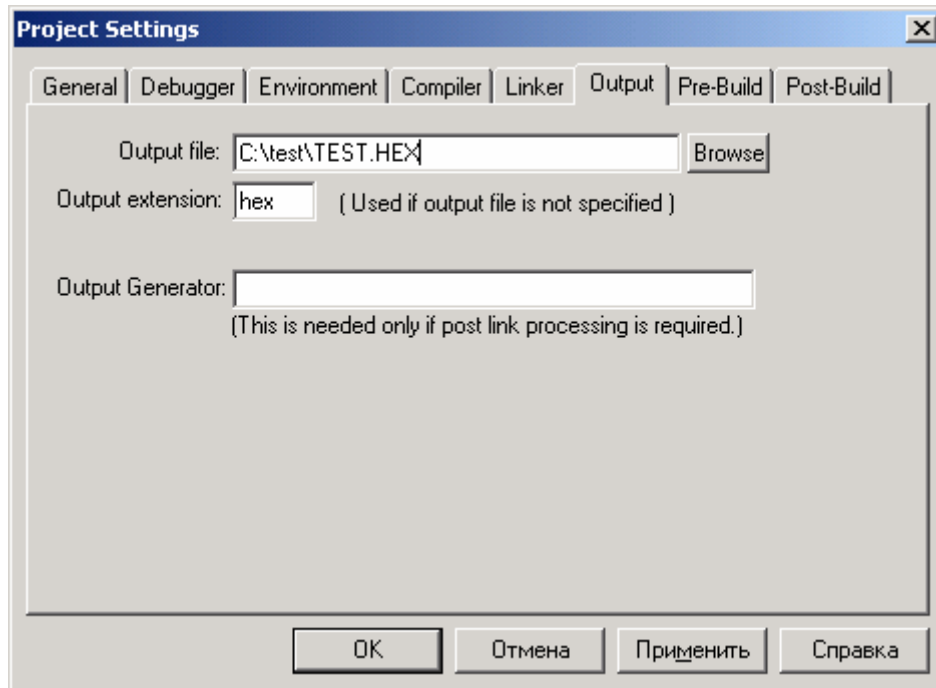 Project Settings
General Debugger Environment Compiler Linker Output Pre-Build Post-Build
Output file: C:\test\TEST.HEX Browse
Output extension: hex ( Used if output file is not specified )
Output Generator:
(This is needed only if post link processing is required.)
OK Отмена Применить Справка